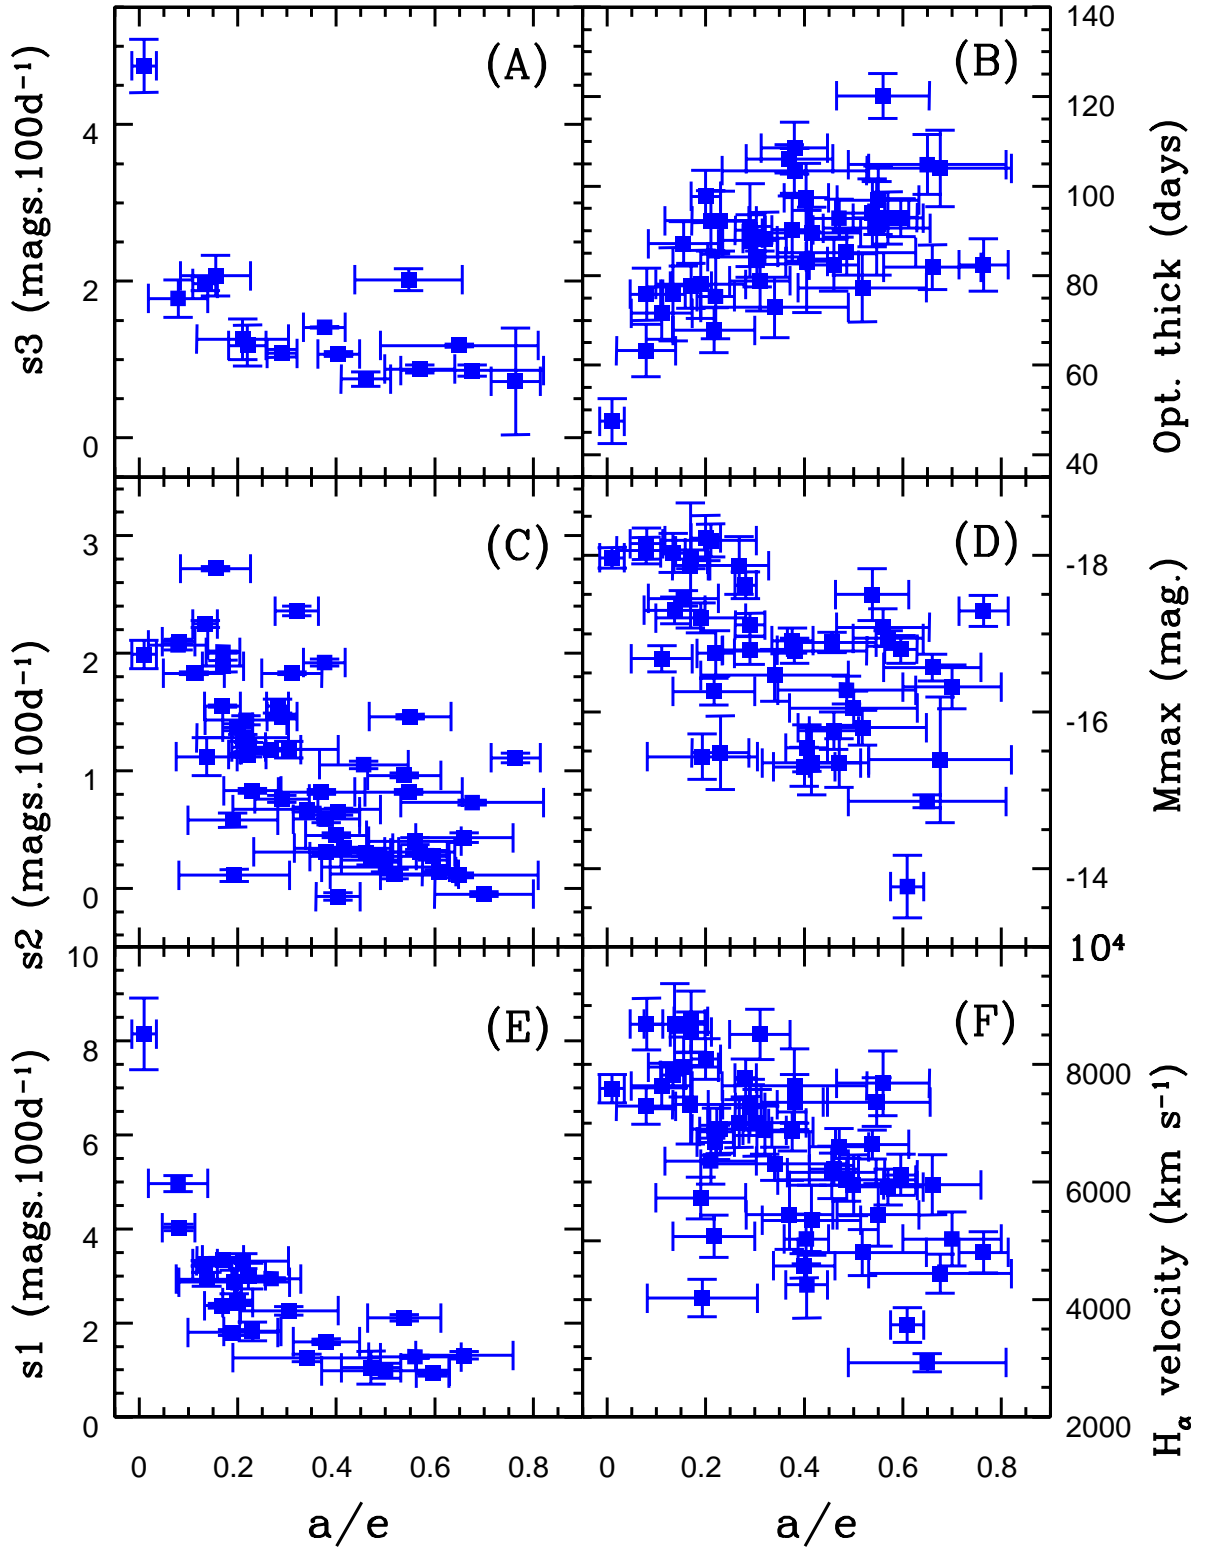 (A)
s3 (mags.100d⁻¹)
4
2
0
(B)
Opt. thick (days)
140
120
100
80
60
40
(C)
s2 (mags.100d⁻¹)
3
2
1
0
(D)
Mmax (mag.)
-18
-16
-14
(E)
s1 (mags.100d⁻¹)
10
8
6
4
2
0
(F)
Hα velocity (km s⁻¹)
10⁴
8000
6000
4000
2000
0 0.2 0.4 0.6 0.8
0 0.2 0.4 0.6 0.8
a/e
a/e